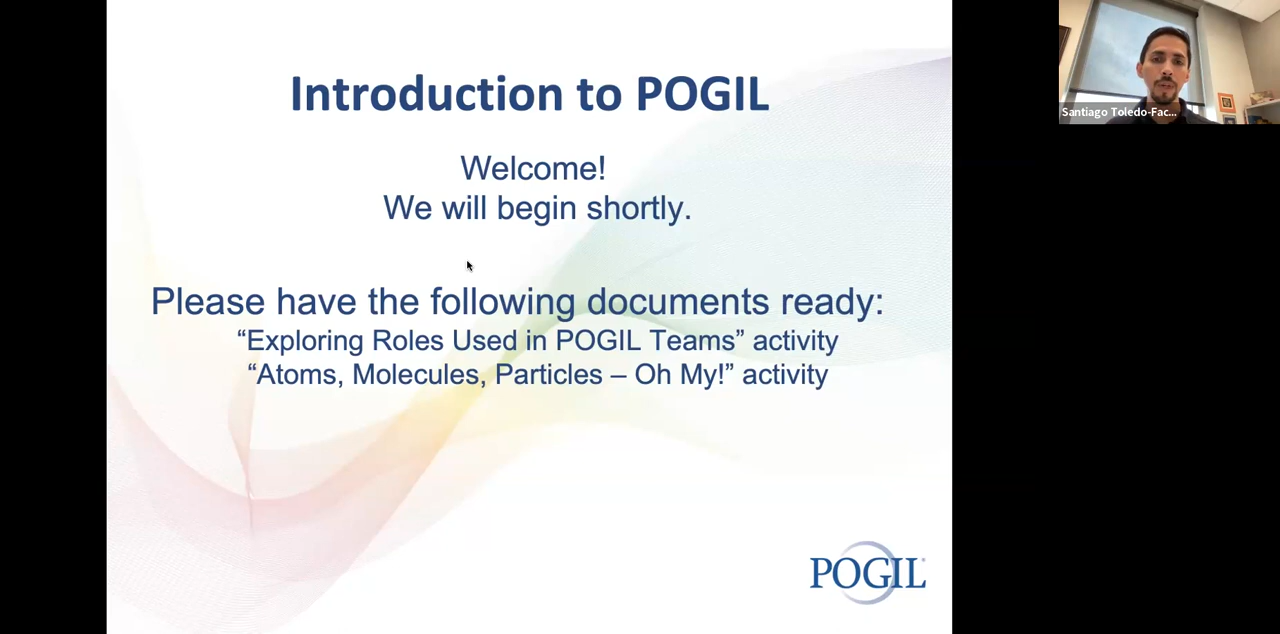 Introduction to POGIL
Welcome!
We will begin shortly.
Please have the following documents ready:
“Exploring Roles Used in POGIL Teams” activity
“Atoms, Molecules, Particles – Oh My!” activity
POGIL
Santiago Toledo-Fac...